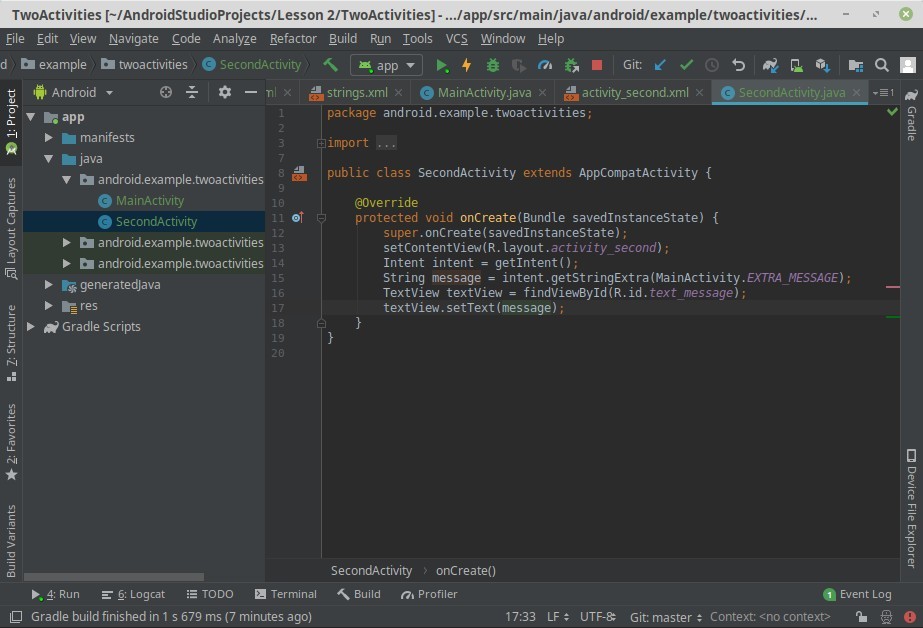 TwoActivities [~/AndroidStudioProjects/Lesson 2/TwoActivities] - .../app/src/main/java/android/example/twoactivities/...
File Edit View Navigate Code Analyze Refactor Build Run Tools VCS Window Help
d example twoactivities SecondActivity app Git:
Android
ml strings.xml MainActivity.java activity_second.xml SecondActivity.java 1
1: Project
Layout Captures
7: Structure
2: Favorites
Build Variants
app
manifests
java
android.example.twoactivities
MainActivity
SecondActivity
android.example.twoactivities
android.example.twoactivities
generatedJava
res
Gradle Scripts
1 package android.example.twoactivities;
2
3 import ...
7
8 public class SecondActivity extends AppCompatActivity {
9
10 @Override
11 protected void onCreate(Bundle savedInstanceState) {
12 super.onCreate(savedInstanceState);
13 setContentView(R.layout.activity_second);
14 Intent intent = getIntent();
15 String message = intent.getStringExtra(MainActivity.EXTRA_MESSAGE);
16 TextView textView = findViewById(R.id.text_message);
17 textView.setText(message);
18 }
19 }
20
Gradle
Device File Explorer
SecondActivity › onCreate()
4: Run 6: Logcat TODO Terminal Build Profiler 1 Event Log
Gradle build finished in 1 s 679 ms (7 minutes ago) 17:33 LF UTF-8 Git: master Context: <no context>